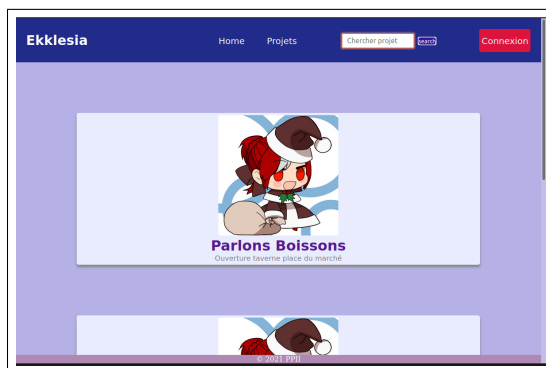 Ekklesia
Home
Projets
Chercher projet
search
Connexion
Parlons Boissons
Ouverture taverne place du marché
© 2021 PPII